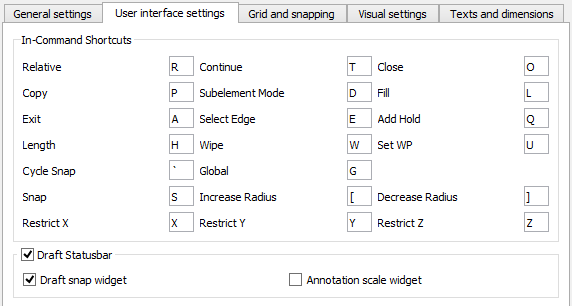 General settings User interface settings Grid and snapping Visual settings Texts and dimensions
In-Command Shortcuts
Relative R Continue T Close O
Copy P Subelement Mode D Fill L
Exit A Select Edge E Add Hold Q
Length H Wipe W Set WP U
Cycle Snap ` Global G
Snap S Increase Radius [ Decrease Radius ]
Restrict X X Restrict Y Y Restrict Z Z
Draft Statusbar
Draft snap widget Annotation scale widget